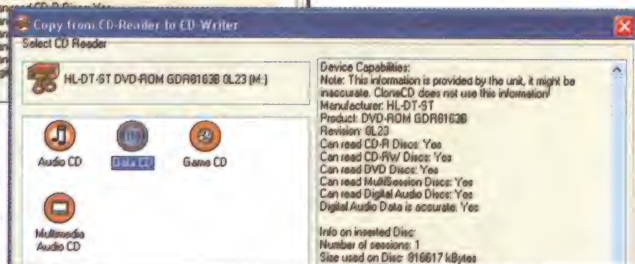 Copy from CD-Reader to CD-Writer
Select CD Reader
HL-DT-ST DVD-ROM GDR8163B 0L23 (M:)
Audio CD
Data CD
Game CD
Multimedia
Audio CD
Device Capabilities:
Note: This information is provided by the unit, it might be
inaccurate. CloneCD does not use this information!
Manufacturer: HL-DT-ST
Product: DVD-ROM GDR8163B
Revision: 0L23
Can read CD-R Discs: Yes
Can read CD-RW Discs: Yes
Can read DVD Discs: Yes
Can read MultiSession Discs: Yes
Can read Digital Audio Discs: Yes
Digital Audio Data is accurate: Yes
Info on inserted Disc:
Number of sessions: 1
Size used on Disc: 816617 kBytes